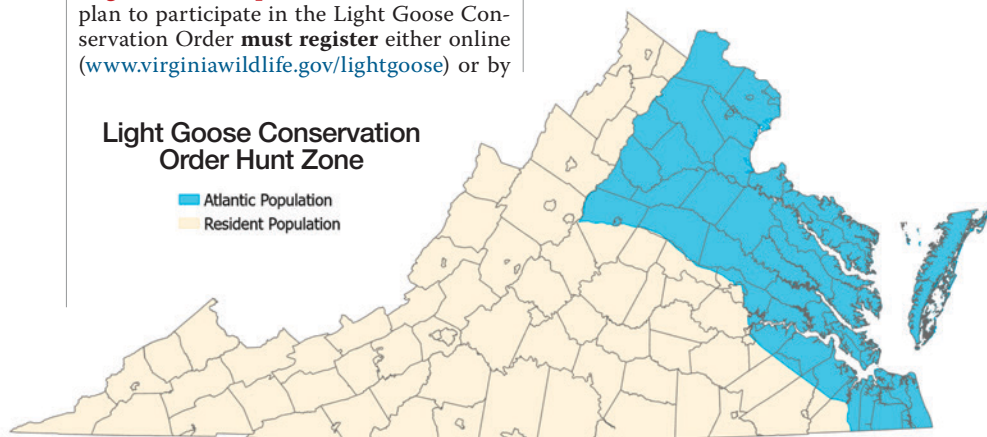 plan to participate in the Light Goose Con-
servation Order must register either online
(www.virginiawildlife.gov/lightgoose) or by
Light Goose Conservation
Order Hunt Zone
Atlantic Population
Resident Population